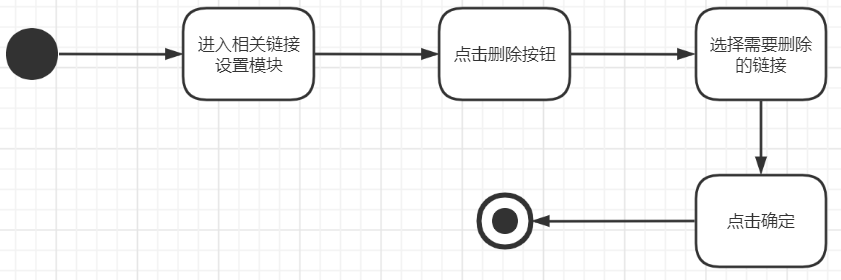 进入相关链接
设置模块
点击删除按钮
选择需要删除
的链接
点击确定